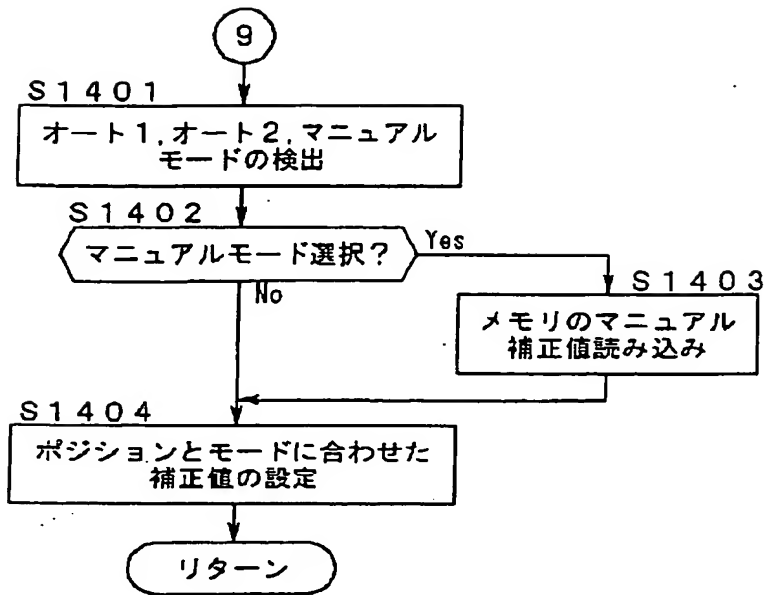 9
S1401
オート1,オート2,マニュアル
モードの検出
S1402
マニュアルモード選択?
Yes
No
S1403
メモリのマニュアル
補正値読み込み
S1404
ポジションとモードに合わせた
補正値の設定
リターン